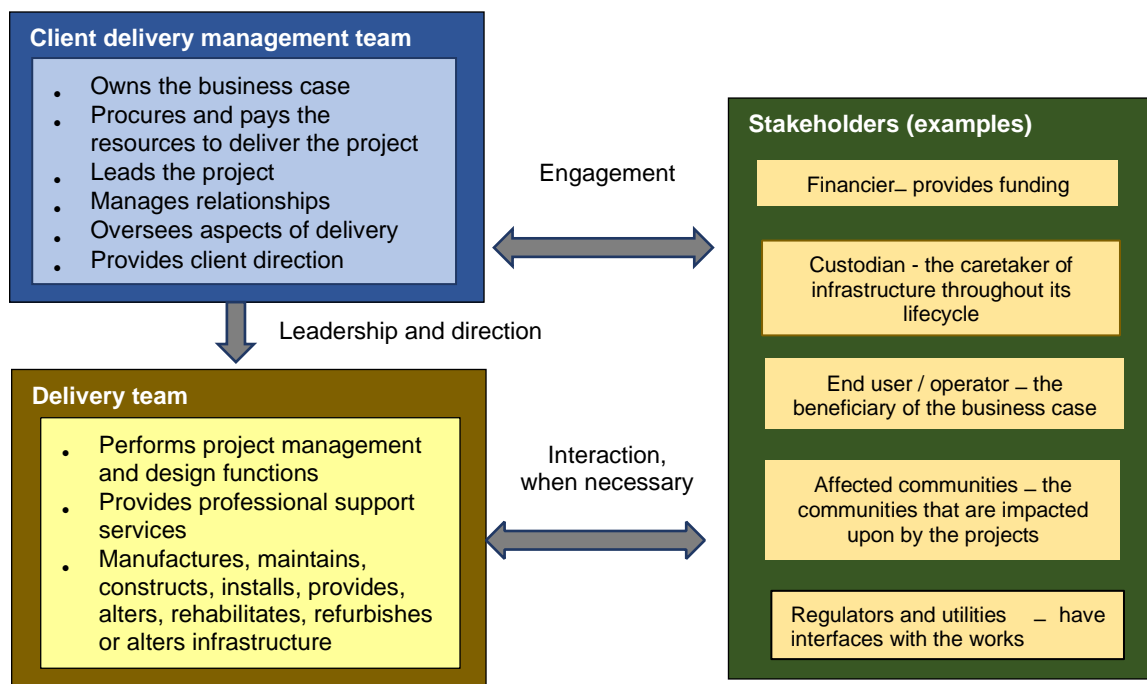 Client delivery management team
• Owns the business case
• Procures and pays the
resources to deliver the project
• Leads the project
• Manages relationships
• Oversees aspects of delivery
• Provides client direction
Leadership and direction
Delivery team
• Performs project management
and design functions
• Provides professional support
services
• Manufactures, maintains,
constructs, installs, provides,
alters, rehabilitates, refurbishes
or alters infrastructure
Engagement
Interaction,
when necessary
Stakeholders (examples)
Financier – provides funding
Custodian - the caretaker of
infrastructure throughout its
lifecycle
End user / operator – the
beneficiary of the business case
Affected communities – the
communities that are impacted
upon by the projects
Regulators and utilities – have
interfaces with the works